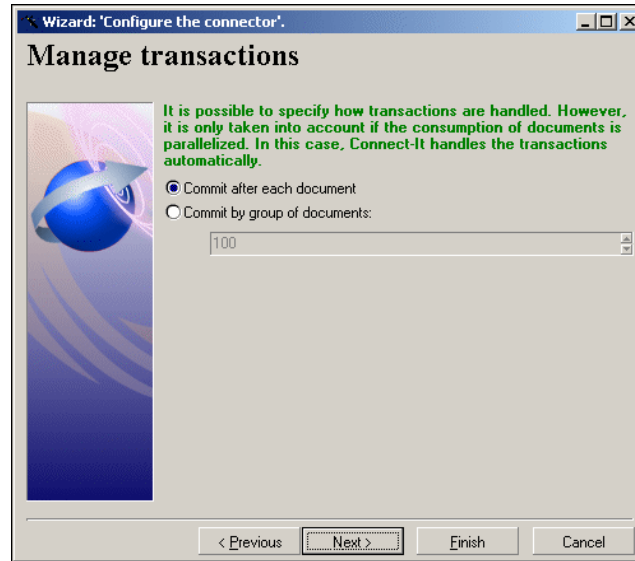 Wizard: 'Configure the connector'.
Manage transactions
It is possible to specify how transactions are handled. However,
it is only taken into account if the consumption of documents is
parallelized. In this case, Connect-It handles the transactions
automatically.
Commit after each document
Commit by group of documents:
100
< Previous Next > Finish Cancel